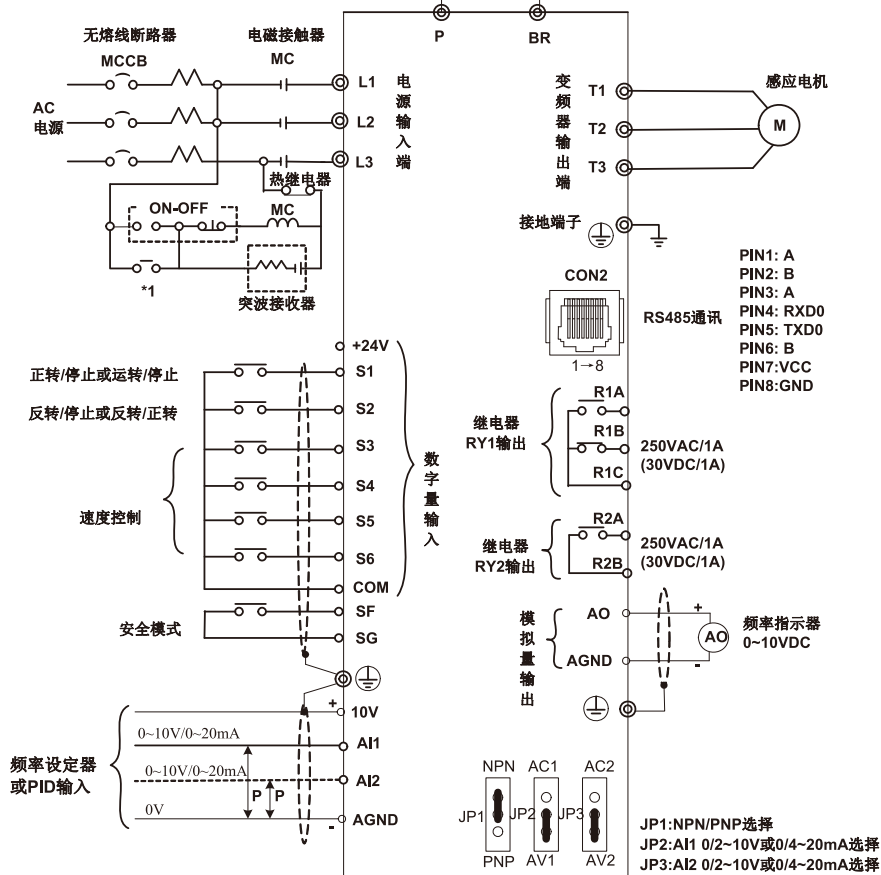 P
BR
无熔线断路器
MCCB
电磁接触器
MC
AC
电源
L1
L2
L3
电源输入端
热继电器
ON-OFF
MC
*1
突波接收器
变频器输出端
T1
T2
T3
感应电机
M
接地端子
CON2
1→8
RS485通讯
PIN1: A
PIN2: B
PIN3: A
PIN4: RXD0
PIN5: TXD0
PIN6: B
PIN7:VCC
PIN8:GND
+24V
正转/停止或运转/停止
S1
反转/停止或反转/正转
S2
S3
S4
速度控制
S5
S6
COM
数字量输入
安全模式
SF
SG
继电器
RY1输出
R1A
R1B
R1C
250VAC/1A
(30VDC/1A)
继电器
RY2输出
R2A
R2B
250VAC/1A
(30VDC/1A)
模拟量输出
AO
AGND
+
AO
-
频率指示器
0~10VDC
频率设定器
或PID输入
+
10V
0~10V/0~20mA
AI1
0~10V/0~20mA
AI2
P
P
0V
AGND
-
NPN
AC1
AC2
JP1
JP2
JP3
PNP
AV1
AV2
JP1:NPN/PNP选择
JP2:AI1 0/2~10V或0/4~20mA选择
JP3:AI2 0/2~10V或0/4~20mA选择